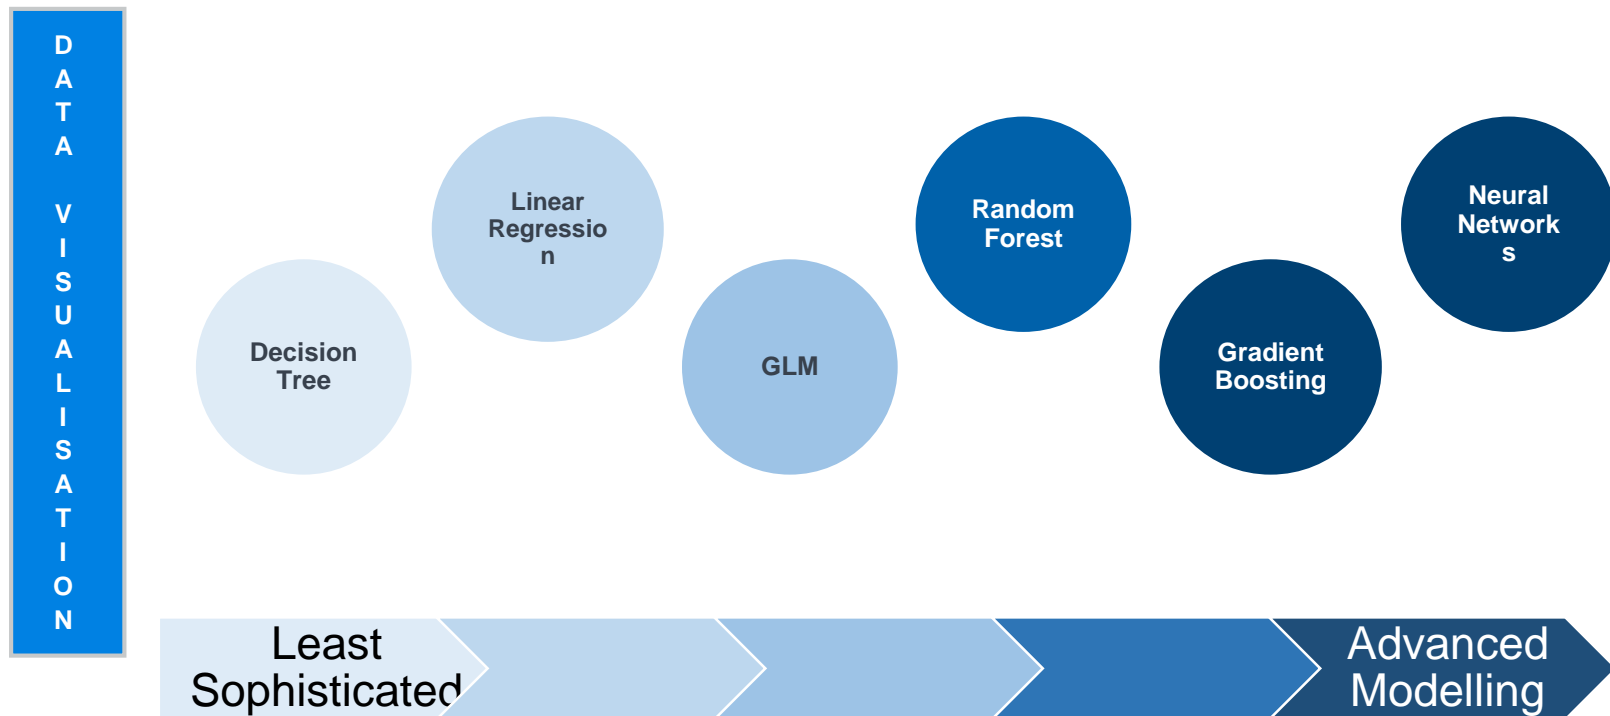 DATA VISUALISATION
Linear
Regressio
n
Random
Forest
Neural
Network
s
Decision
Tree
GLM
Gradient
Boosting
Least
Sophisticated
Advanced
Modelling